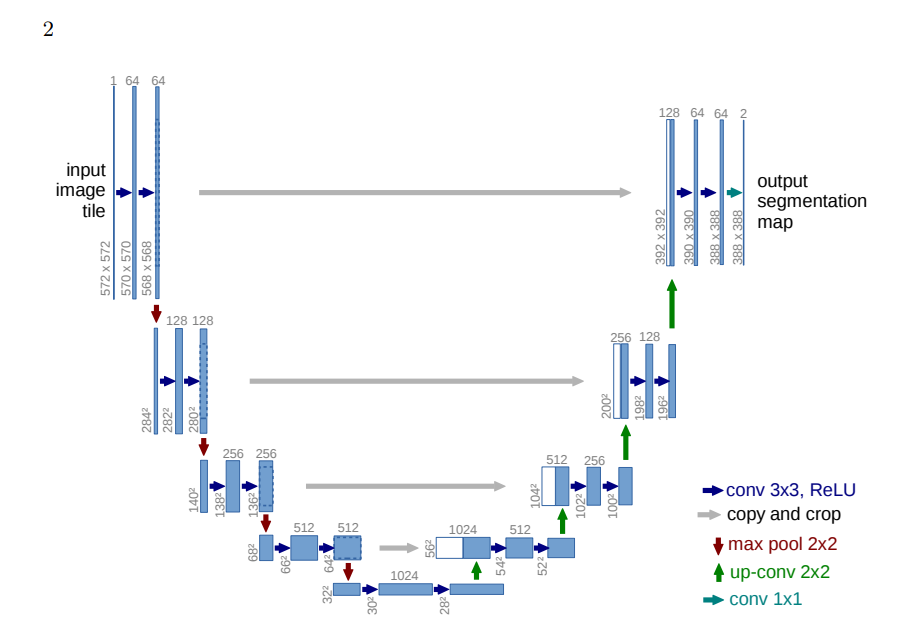 2
1 64 64
128 64 64 2
input
image
tile
output
segmentation
map
572 x 572
570 x 570
568 x 568
392 x 392
390 x 390
388 x 388
388 x 388
128 128
256 128
284²
282²
280²
200²
198²
196²
256 256
512 256
140²
138²
136²
104²
102²
100²
512 512
1024 512
68²
66²
64²
56²
54²
52²
1024
32²
30²
28²
conv 3x3, ReLU
copy and crop
max pool 2x2
up-conv 2x2
conv 1x1